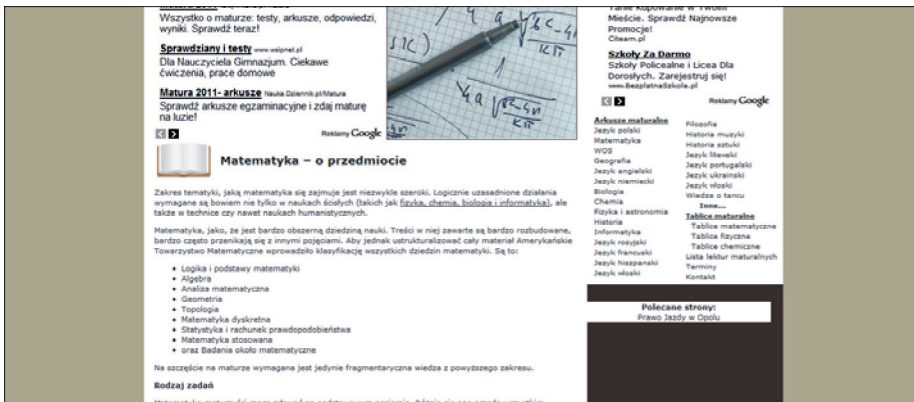 Wszystko o maturze: testy, arkusze, odpowiedzi,
wyniki. Sprawdź teraz!
Sprawdziany i testy www.wsipnet.pl
Dla Nauczyciela Gimnazjum. Ciekawe
ćwiczenia, prace domowe
Matura 2011- arkusze Nauka.Dziennik.pl/Matura
Sprawdź arkusze egzaminacyjne i zdaj maturę
na luzie!
Reklamy Google
Matematyka – o przedmiocie
Zakres tematyki, jaką matematyka się zajmuje jest niezwykle szeroki. Logicznie uzasadnione działania
wymagane są bowiem nie tylko w naukach ścisłych (takich jak fizyka, chemia, biologia i informatyka), ale
także w technice czy nawet naukach humanistycznych.
Matematyka, jako, że jest bardzo obszerną dziedziną nauki. Treści w niej zawarte są bardzo rozbudowane,
bardzo często przenikają się z innymi pojęciami. Aby jednak ustrukturalizować cały materiał Amerykańskie
Towarzystwo Matematyczne wprowadziło klasyfikację wszystkich dziedzin matematyki. Są to:
Logika i podstawy matematyki
Algebra
Analiza matematyczna
Geometria
Topologia
Matematyka dyskretna
Statystyka i rachunek prawdopodobieństwa
Matematyka stosowana
oraz Badania około matematyczne
Na szczęście na maturze wymagana jest jedynie fragmentaryczna wiedza z powyższego zakresu.
Rodzaj zadań
Mieście. Sprawdź Najnowsze
Promocje!
Citeam.pl
Szkoły Za Darmo
Szkoły Policealne i Licea Dla
Dorosłych. Zarejestruj się!
www.BezplatnaSzkola.pl
Reklamy Google
Arkusze maturalne
Język polski
Matematyka
WOS
Geografia
Język angielski
Język niemiecki
Biologia
Chemia
Fizyka i astronomia
Historia
Informatyka
Język rosyjski
Język francuski
Język hiszpański
Język włoski
Filozofia
Historia muzyki
Historia sztuki
Język litewski
Język portugalski
Język ukrainski
Język włoski
Wiedza o tancu
Inne...
Tablice maturalne
Tablice matematyczne
Tablice fizyczne
Tablice chemiczne
Lista lektur maturalnych
Terminy
Kontakt
Polecane strony:
Prawo Jazdy w Opolu